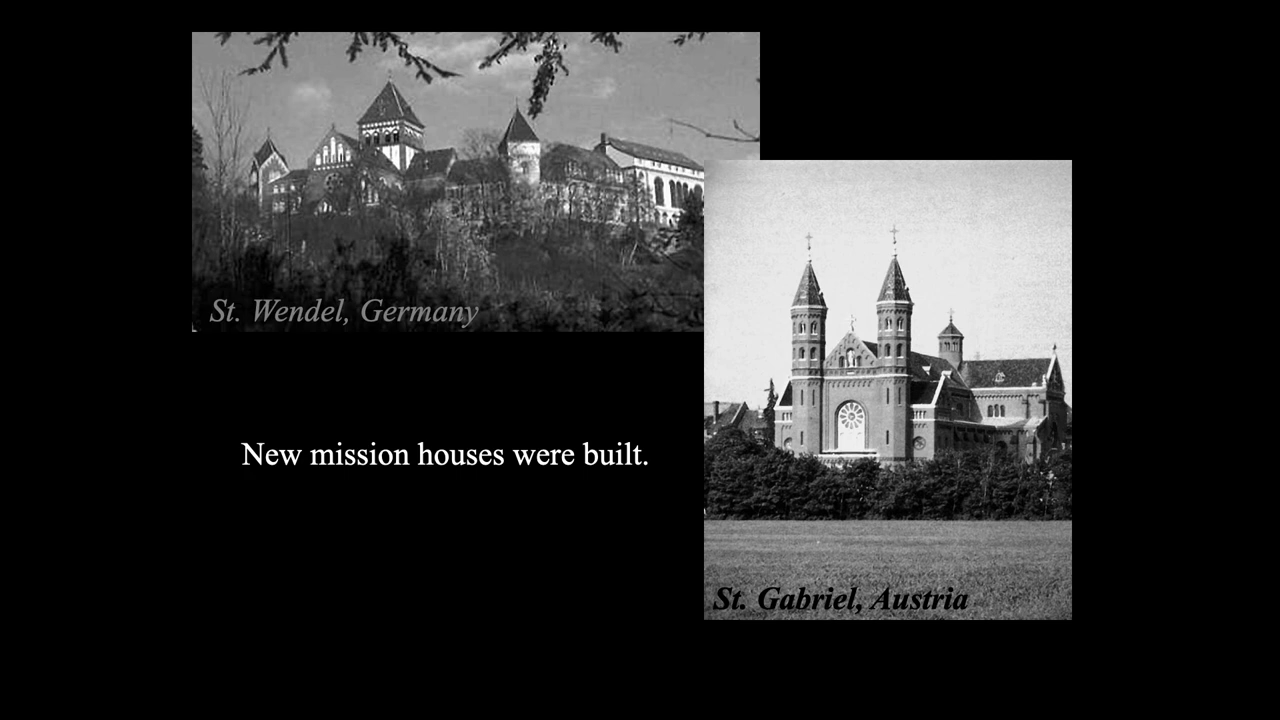 St. Wendel, Germany
New mission houses were built.
St. Gabriel, Austria